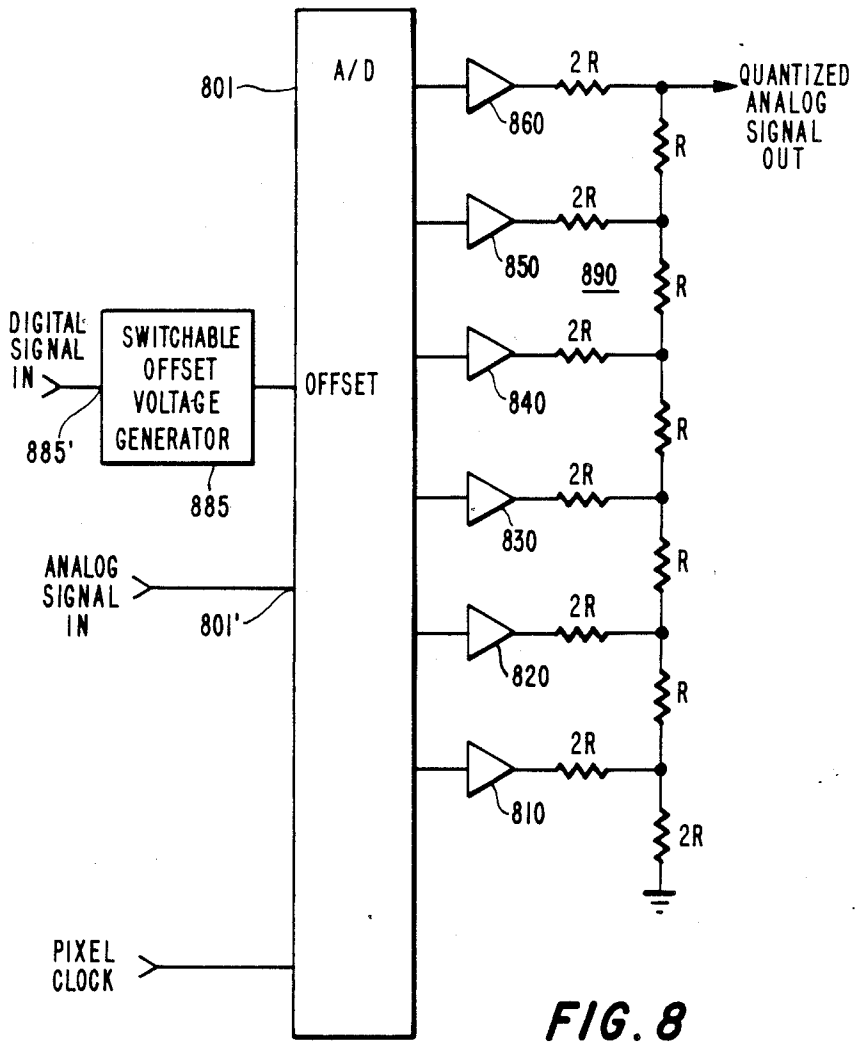 801
A/D
860
2R
QUANTIZED
ANALOG
SIGNAL
OUT
R
850
2R
890
R
DIGITAL
SIGNAL
IN
885'
SWITCHABLE
OFFSET
VOLTAGE
GENERATOR
885
OFFSET
840
2R
R
830
2R
R
ANALOG
SIGNAL
IN
801'
820
2R
R
810
2R
2R
PIXEL
CLOCK
FIG. 8